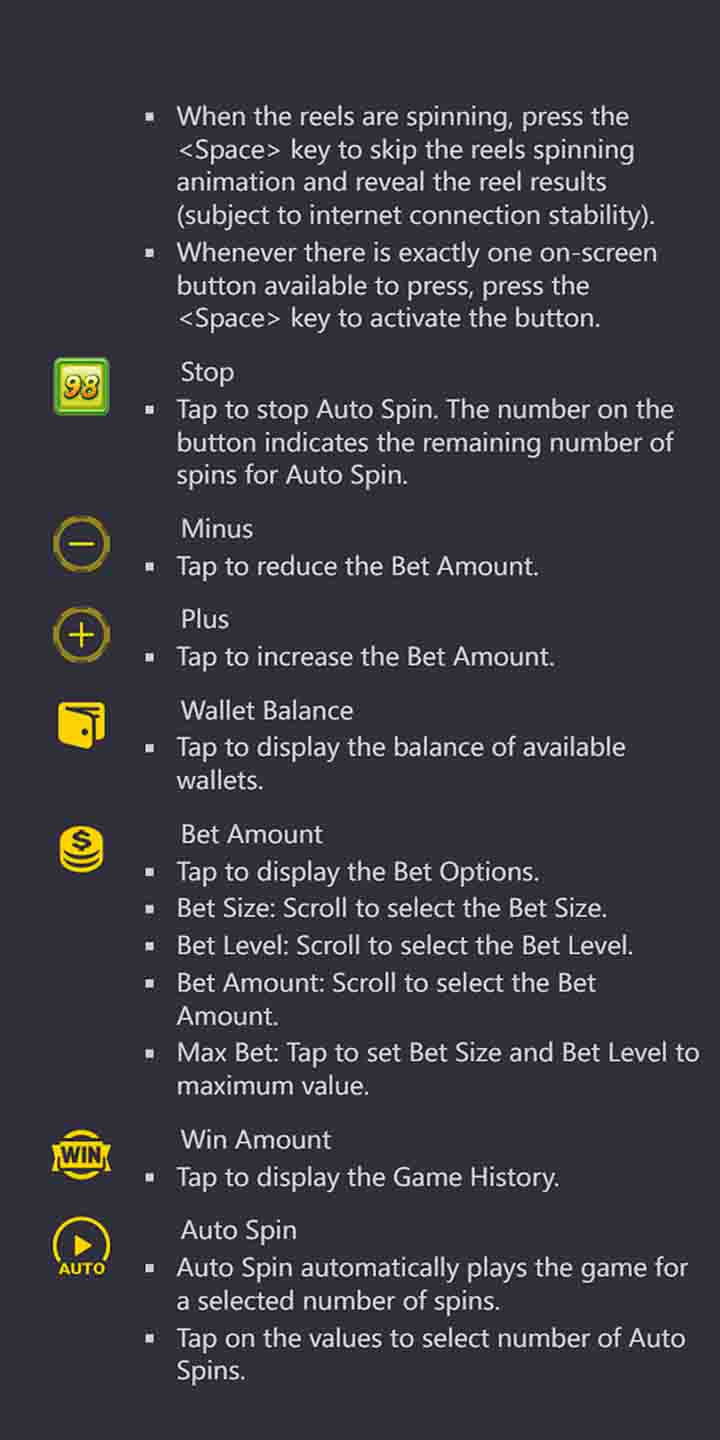 ▪ When the reels are spinning, press the
<Space> key to skip the reels spinning
animation and reveal the reel results
(subject to internet connection stability).
▪ Whenever there is exactly one on-screen
button available to press, press the
<Space> key to activate the button.
98
Stop
▪ Tap to stop Auto Spin. The number on the
button indicates the remaining number of
spins for Auto Spin.
Minus
▪ Tap to reduce the Bet Amount.
Plus
▪ Tap to increase the Bet Amount.
Wallet Balance
▪ Tap to display the balance of available
wallets.
$
Bet Amount
▪ Tap to display the Bet Options.
▪ Bet Size: Scroll to select the Bet Size.
▪ Bet Level: Scroll to select the Bet Level.
▪ Bet Amount: Scroll to select the Bet
Amount.
▪ Max Bet: Tap to set Bet Size and Bet Level to
maximum value.
WIN
Win Amount
▪ Tap to display the Game History.
AUTO
Auto Spin
▪ Auto Spin automatically plays the game for
a selected number of spins.
▪ Tap on the values to select number of Auto
Spins.